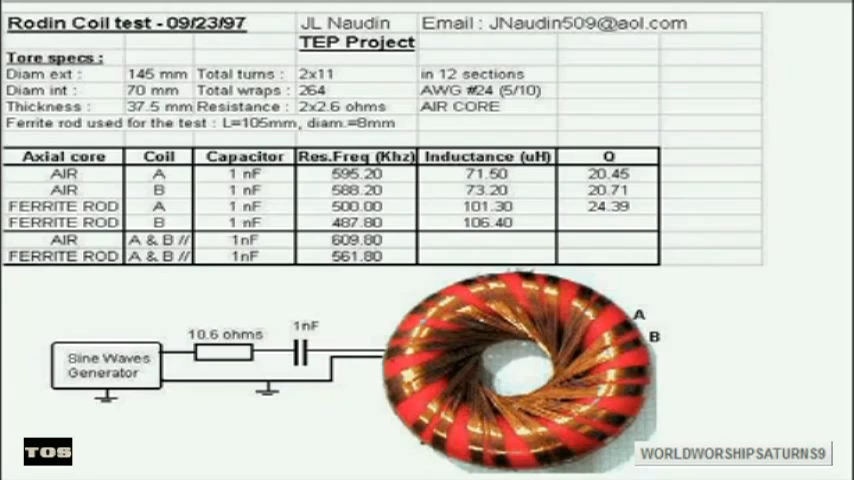 Rodin Coil test - 09/23/97 JL Naudin Email : JNaudin509@aol.com
TEP Project
Tore specs :
Diam ext : 145 mm Total turns : 2x11 in 12 sections
Diam int : 70 mm Total wraps : 264 AWG #24 (5/10)
Thickness : 37.5 mm Resistance : 2x2.6 ohms AIR CORE
Ferrite rod used for the test : L=105mm, diam.=8mm
Axial core Coil Capacitor Res.Freq (Khz) Inductance (uH) Q
AIR A 1 nF 595.20 71.50 20.45
AIR B 1 nF 588.20 73.20 20.71
FERRITE ROD A 1 nF 500.00 101.30 24.39
FERRITE ROD B 1 nF 487.80 106.40
AIR A & B // 1nF 609.80
FERRITE ROD A & B // 1nF 561.80
A
B
10.6 ohms 1nF
Sine Waves
Generator
TOS
WORLDWORSHIPSATURNS9